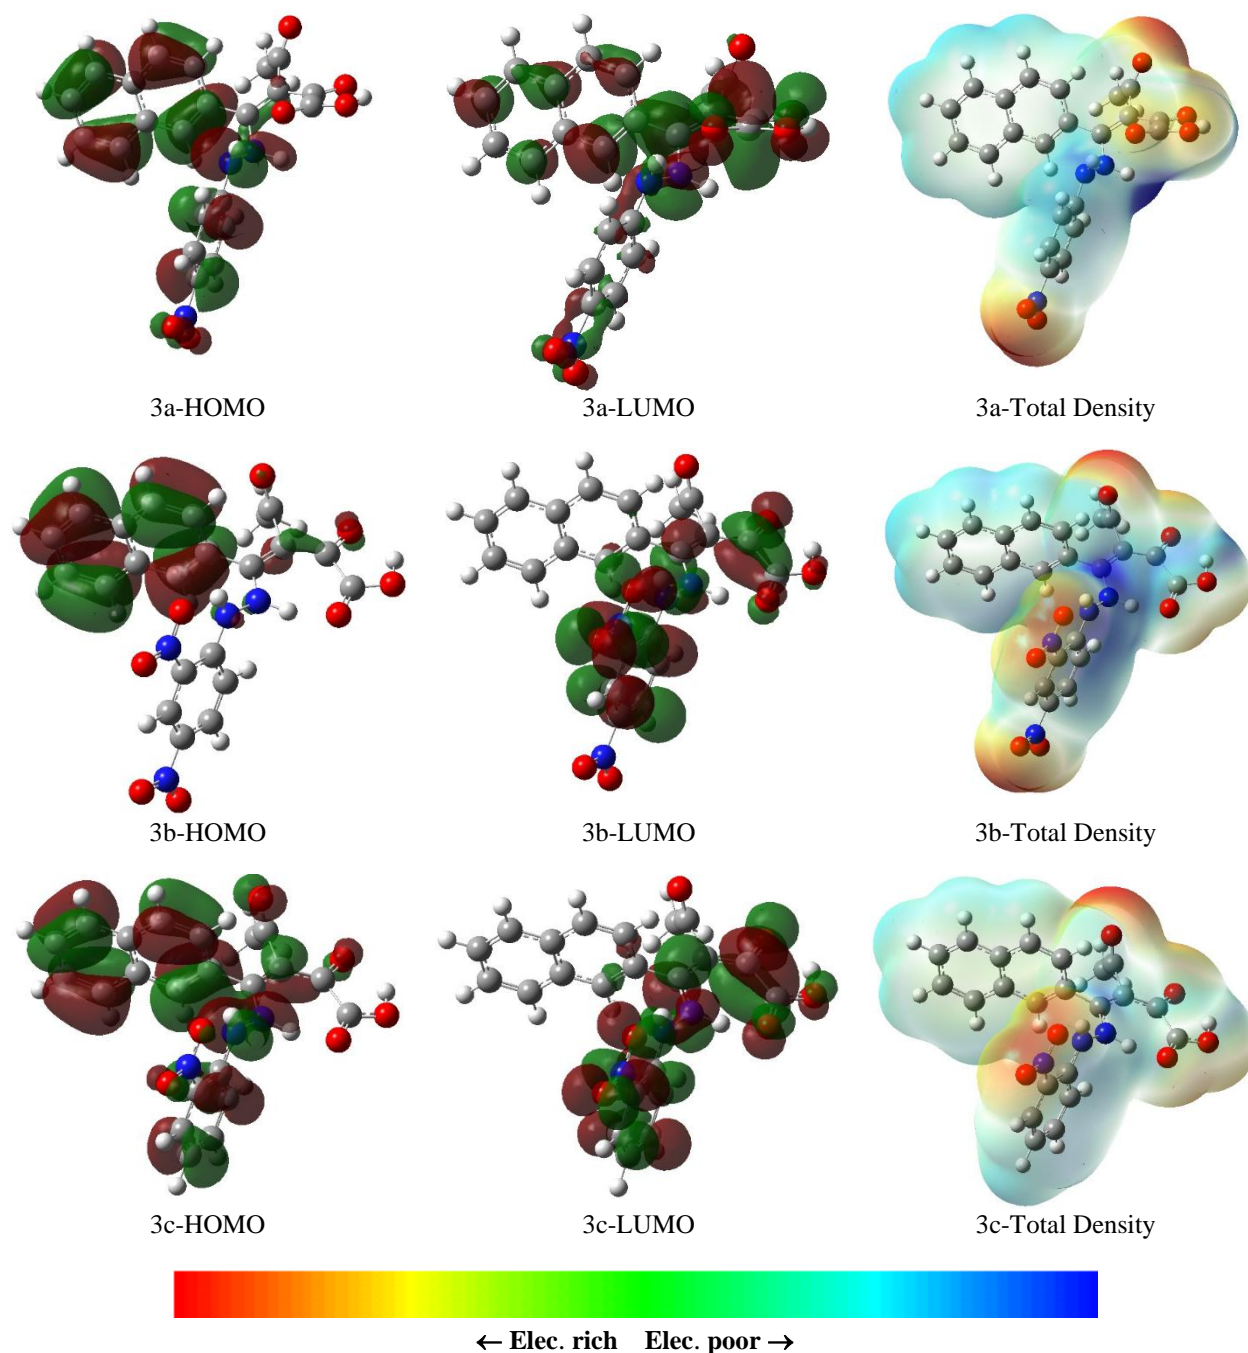 3a-HOMO 3a-LUMO 3a-Total Density
3b-HOMO 3b-LUMO 3b-Total Density
3c-HOMO 3c-LUMO 3c-Total Density
← Elec. rich Elec. poor →